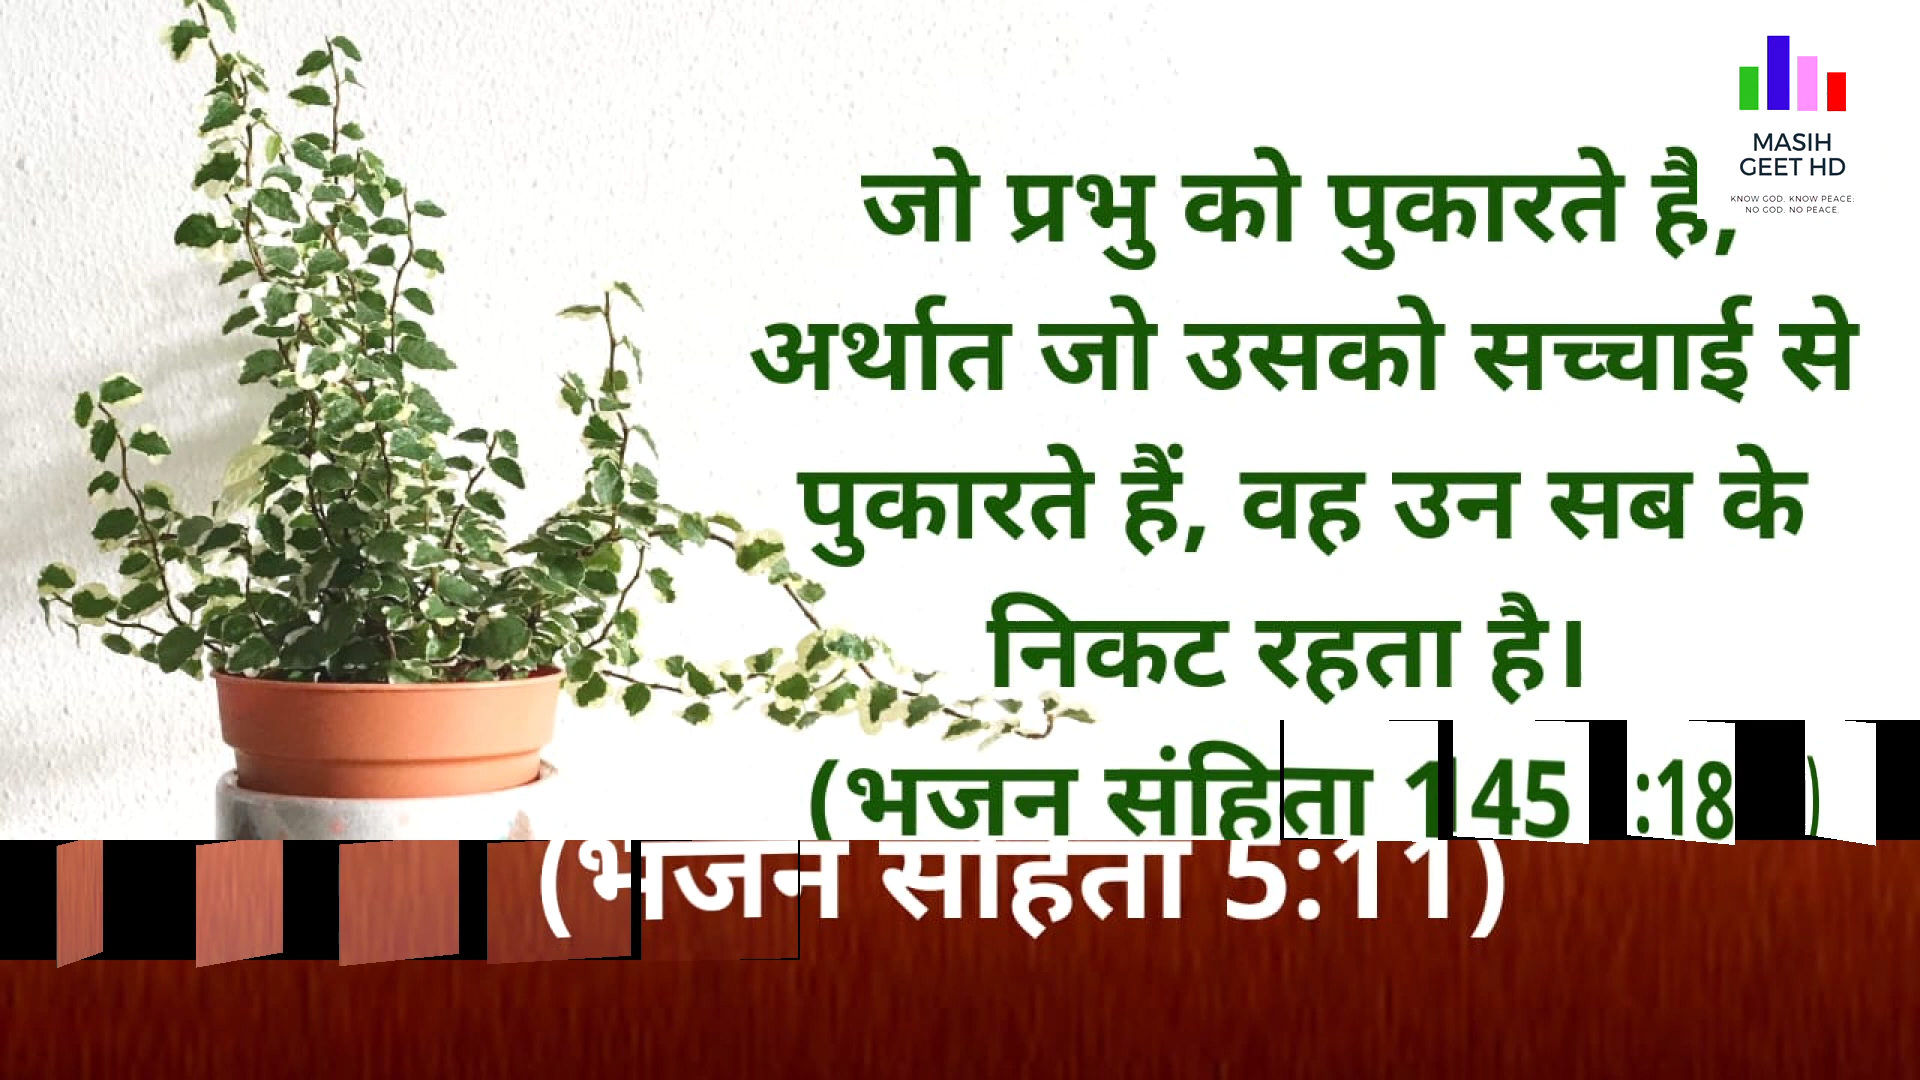 MASIH
GEET HD
KNOW GOD, KNOW PEACE;
NO GOD, NO PEACE.
जो प्रभु को पुकारते है,
अर्थात जो उसको सच्चाई से
पुकारते हैं, वह उन सब के
निकट रहता है।
(भजन संहिता 145 :18 )
(भजन संहिता 5:11)